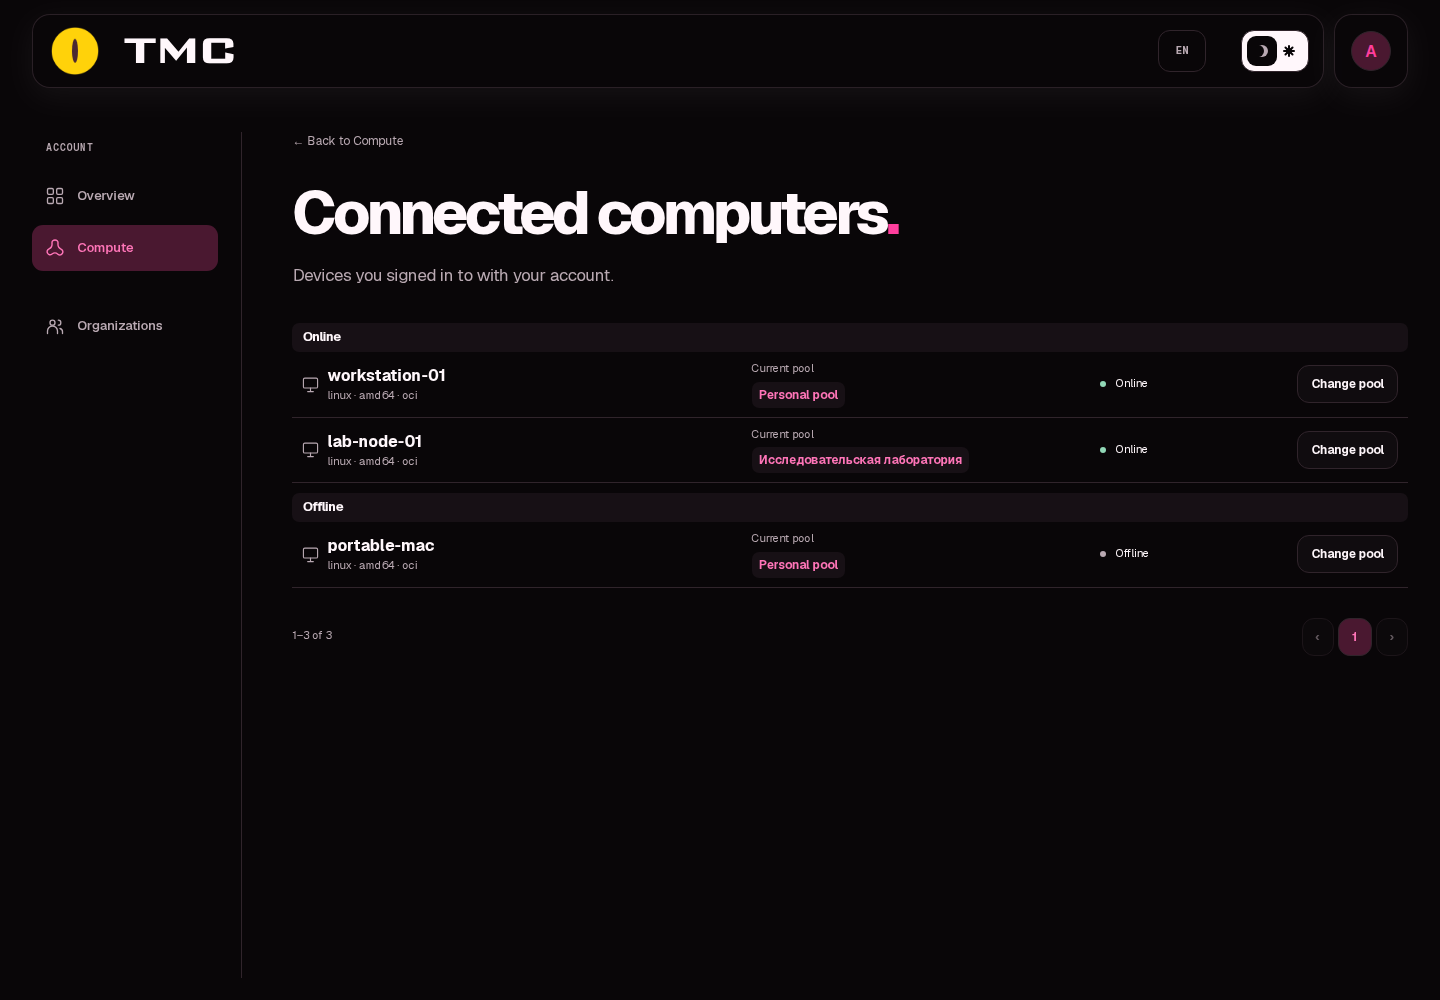 TMC
EN
A
ACCOUNT
Overview
Compute
Organizations
← Back to Compute
Connected computers.
Devices you signed in to with your account.
Online
workstation-01
linux · amd64 · oci
Current pool
Personal pool
Online
Change pool
lab-node-01
linux · amd64 · oci
Current pool
Исследовательская лаборатория
Online
Change pool
Offline
portable-mac
linux · amd64 · oci
Current pool
Personal pool
Offline
Change pool
1–3 of 3
‹ 1 ›